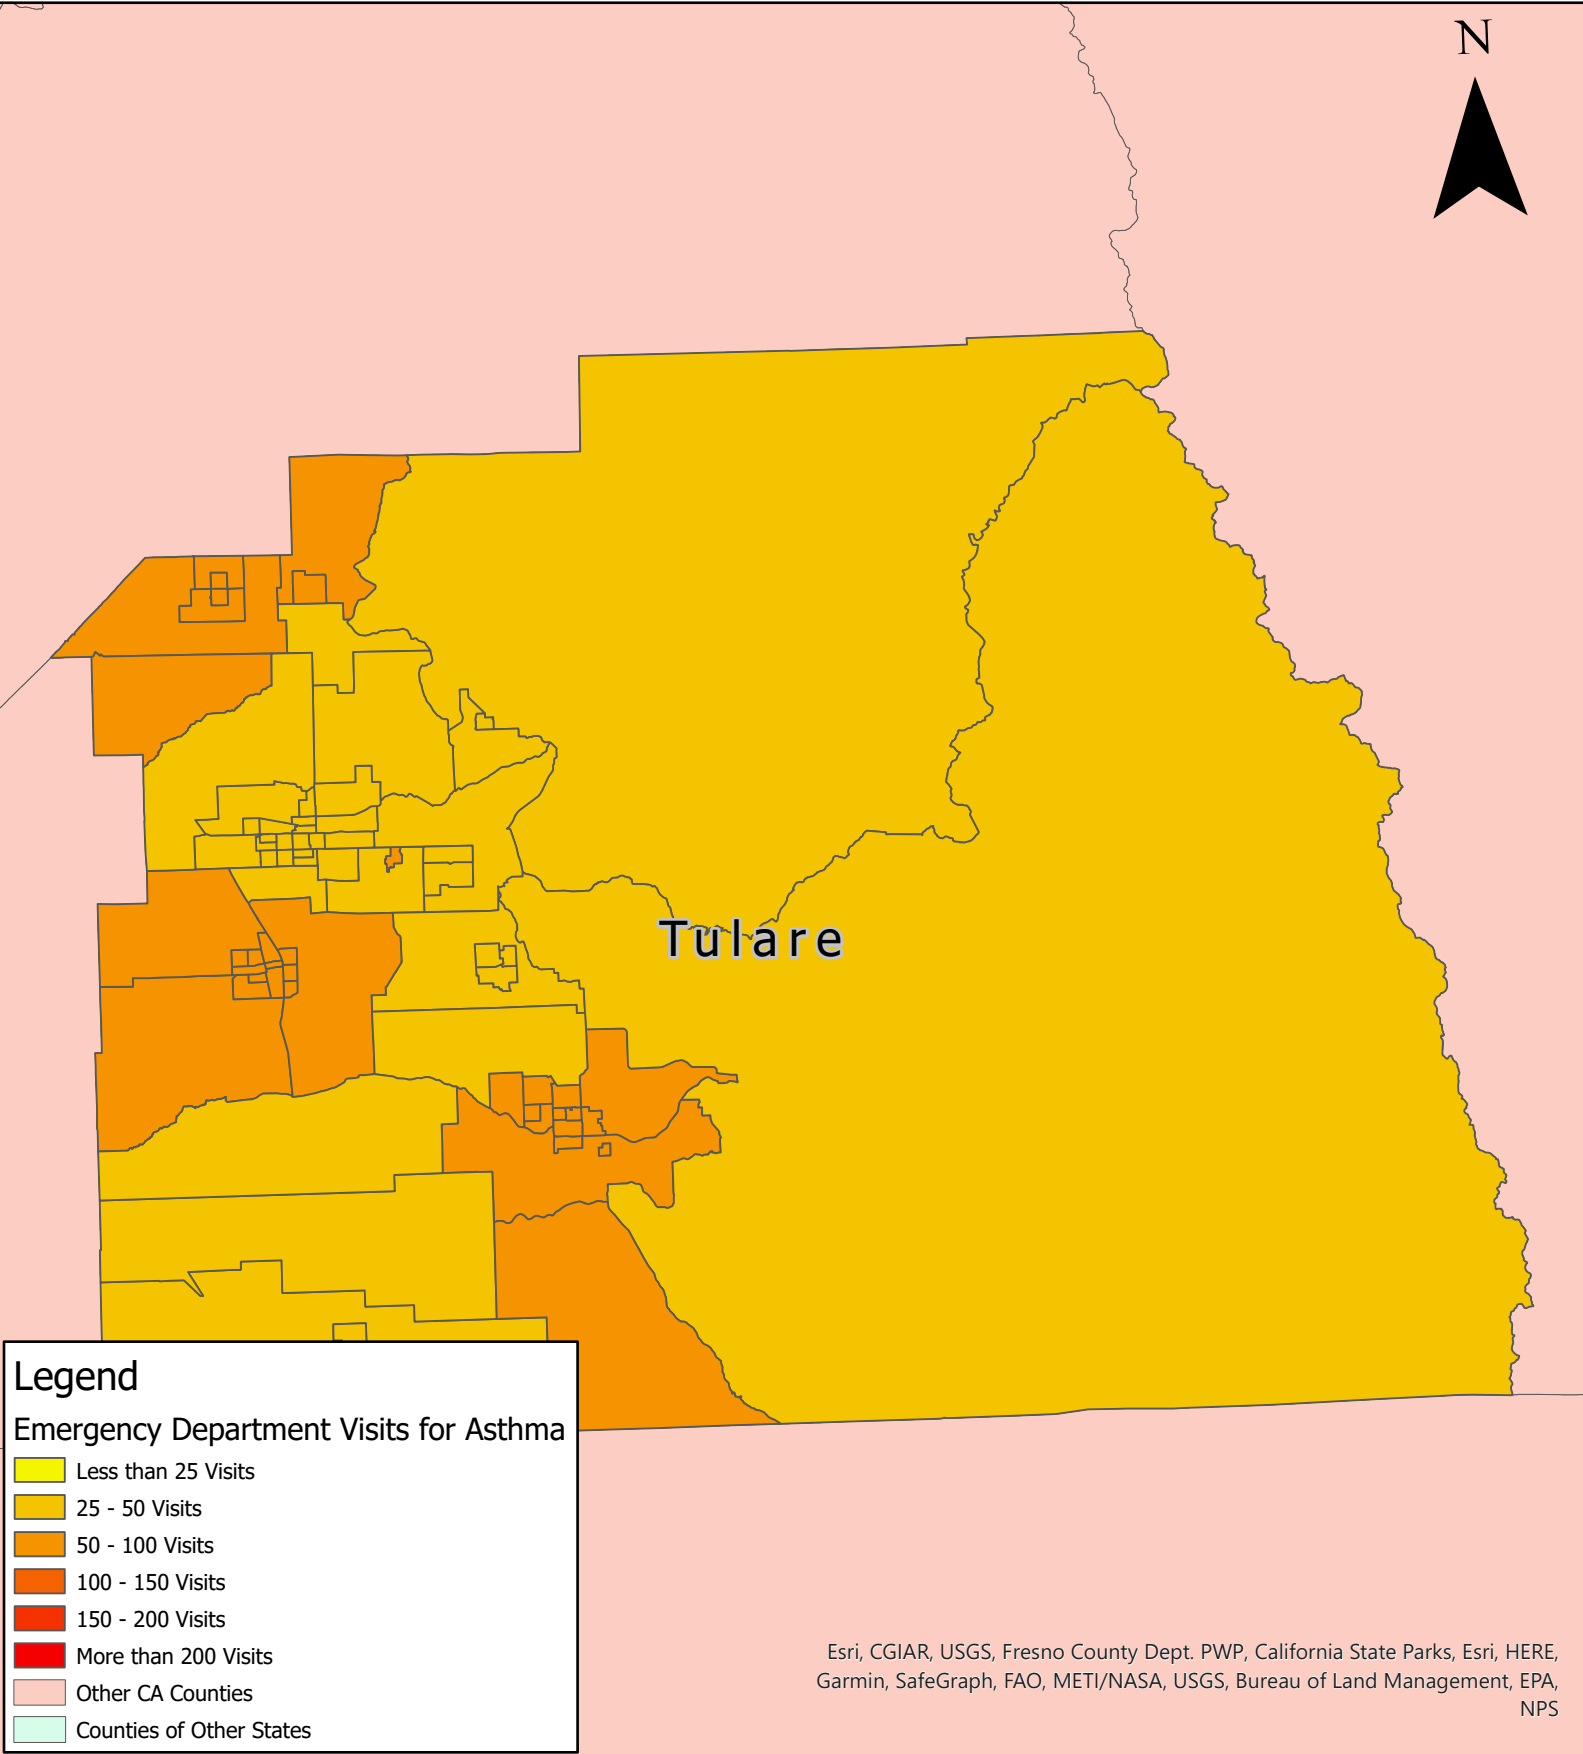 N
Tulare
Legend
Emergency Department Visits for Asthma
Less than 25 Visits
25 - 50 Visits
50 - 100 Visits
100 - 150 Visits
150 - 200 Visits
More than 200 Visits
Other CA Counties
Counties of Other States
Esri, CGIAR, USGS, Fresno County Dept. PWP, California State Parks, Esri, HERE,
Garmin, SafeGraph, FAO, METI/NASA, USGS, Bureau of Land Management, EPA,
NPS